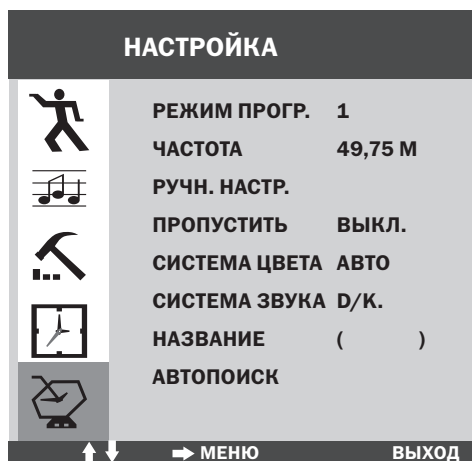 НАСТРОЙКА
РЕЖИМ ПРОГР. 1
ЧАСТОТА 49,75 М
РУЧН. НАСТР.
ПРОПУСТИТЬ ВЫКЛ.
СИСТЕМА ЦВЕТА АВТО
СИСТЕМА ЗВУКА D/K.
НАЗВАНИЕ ( )
АВТОПОИСК
МЕНЮ ВЫХОД